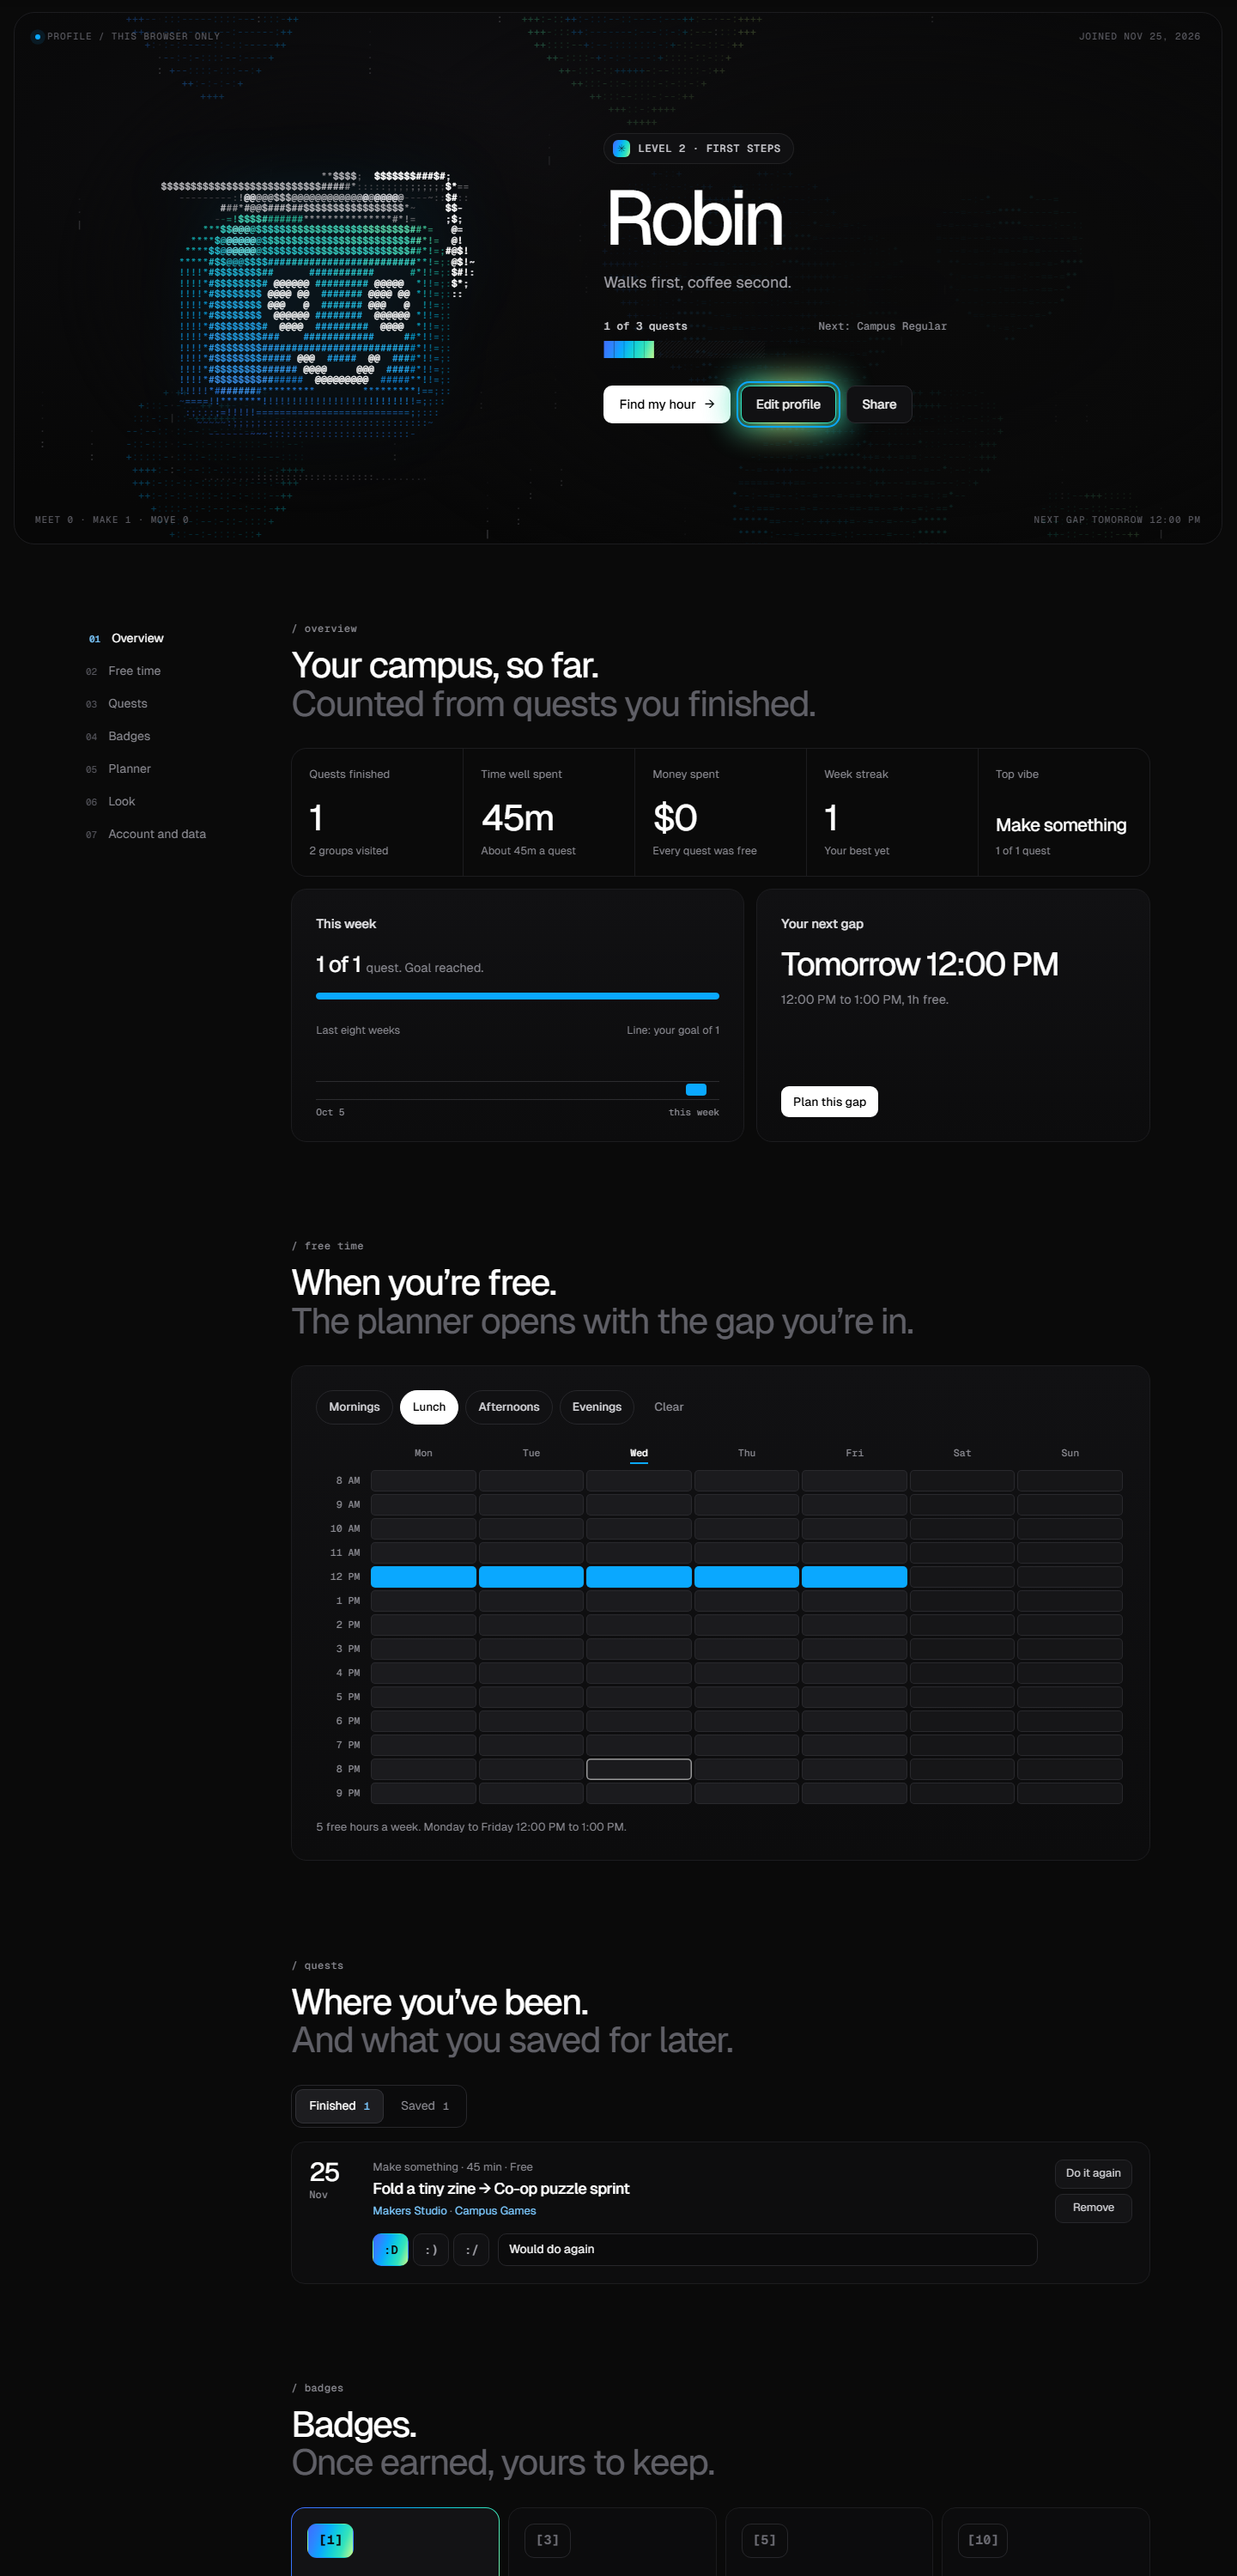 PROFILE / THIS BROWSER ONLY
JOINED NOV 25, 2026
LEVEL 2 · FIRST STEPS
Robin
Walks first, coffee second.
1 of 3 quests
Next: Campus Regular
Find my hour →
Edit profile
Share
MEET 0 · MAKE 1 · MOVE 0
NEXT GAP TOMORROW 12:00 PM
01 Overview
02 Free time
03 Quests
04 Badges
05 Planner
06 Look
07 Account and data
/ overview
Your campus, so far.
Counted from quests you finished.
Quests finished
1
2 groups visited
Time well spent
45m
About 45m a quest
Money spent
$0
Every quest was free
Week streak
1
Your best yet
Top vibe
Make something
1 of 1 quest
This week
1 of 1 quest. Goal reached.
Last eight weeks
Line: your goal of 1
Oct 5
this week
Your next gap
Tomorrow 12:00 PM
12:00 PM to 1:00 PM, 1h free.
Plan this gap
/ free time
When you’re free.
The planner opens with the gap you’re in.
Mornings
Lunch
Afternoons
Evenings
Clear
Mon Tue Wed Thu Fri Sat Sun
8 AM
9 AM
10 AM
11 AM
12 PM
1 PM
2 PM
3 PM
4 PM
5 PM
6 PM
7 PM
8 PM
9 PM
5 free hours a week. Monday to Friday 12:00 PM to 1:00 PM.
/ quests
Where you’ve been.
And what you saved for later.
Finished 1
Saved 1
25
Nov
Make something · 45 min · Free
Fold a tiny zine → Co-op puzzle sprint
Makers Studio · Campus Games
:D
:)
:/
Would do again
Do it again
Remove
/ badges
Badges.
Once earned, yours to keep.
[1]
[3]
[5]
[10]